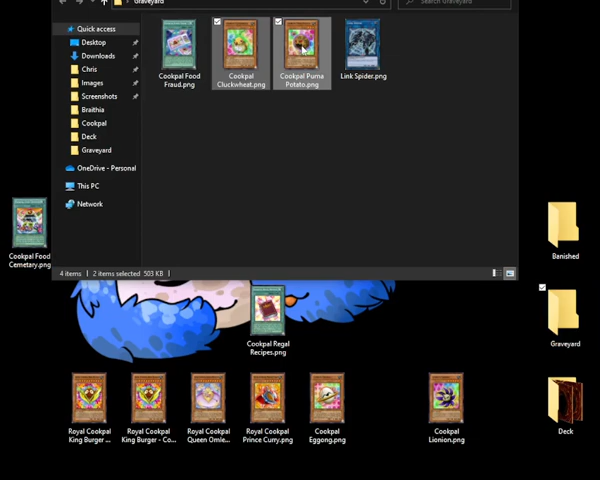 Graveyard
Search Graveyard
Quick access
Desktop
Downloads
Chris
Images
Screenshots
Braithia
Cookpal
Deck
Graveyard
OneDrive - Personal
This PC
Network
Cookpal Food
Fraud.png
Cookpal
Cluckwheat.png
Cookpal Puma
Potato.png
Link Spider.png
4 items
2 items selected 503 KB
Cookpal Food
Cemetary.png
Banished
Cookpal Regal
Recipes.png
Graveyard
Royal Cookpal
King Burger ...
Royal Cookpal
King Burger - Co...
Royal Cookpal
Queen Omle...
Royal Cookpal
Prince Curry.png
Cookpal
Eggong.png
Cookpal
Lionion.png
Deck